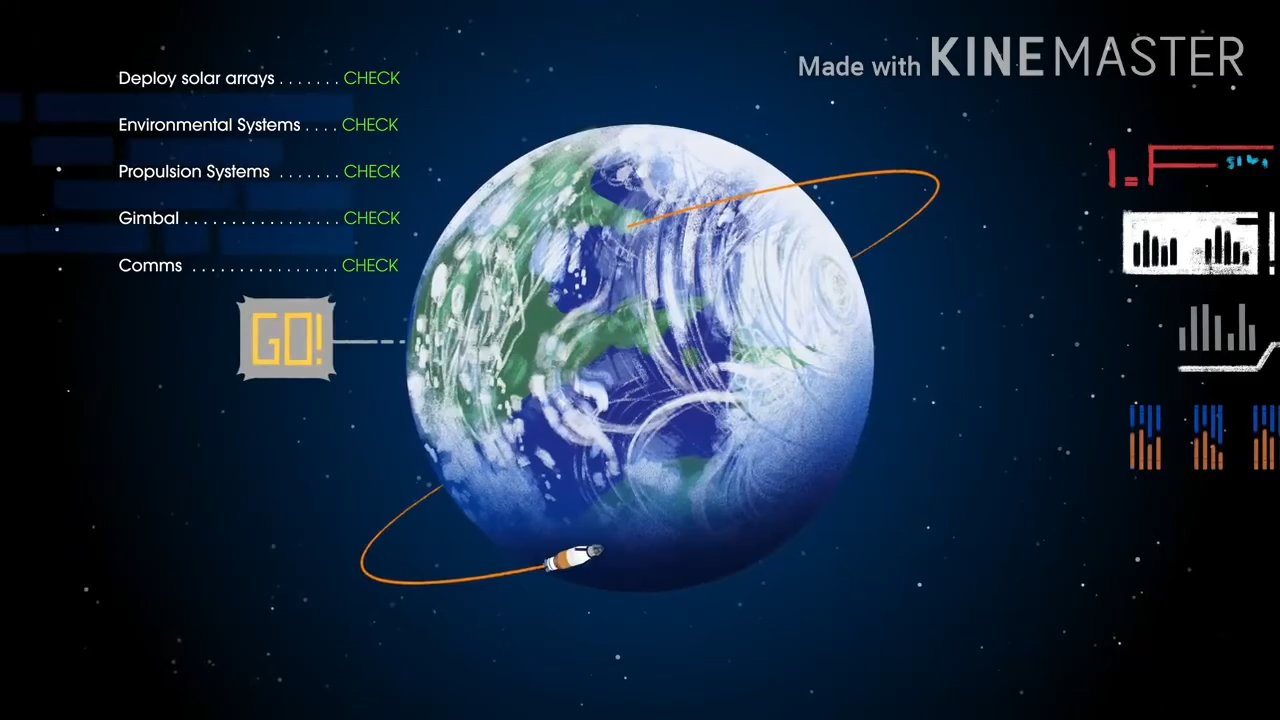 Made with KINEMASTER
Deploy solar arrays . . . . . . . CHECK
Environmental Systems . . . . CHECK
Propulsion Systems . . . . . . . CHECK
Gimbal . . . . . . . . . . . . . . . . CHECK
Comms . . . . . . . . . . . . . . . . CHECK
GO!